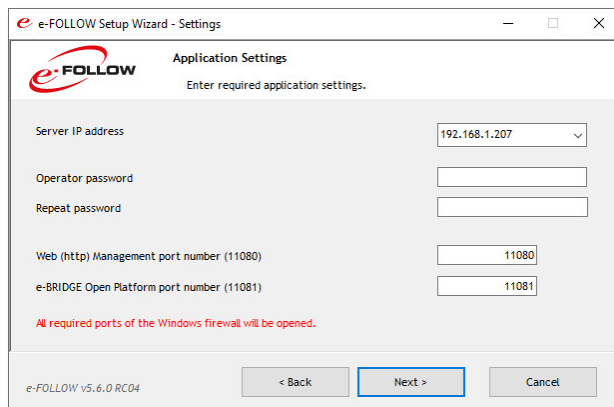 e-FOLLOW Setup Wizard - Settings
e-FOLLOW
Application Settings
Enter required application settings.
Server IP address
192.168.1.207
Operator password
Repeat password
Web (http) Management port number (11080)
11080
e-BRIDGE Open Platform port number (11081)
11081
All required ports of the Windows firewall will be opened.
e-FOLLOW v5.6.0 RC04
< Back
Next >
Cancel